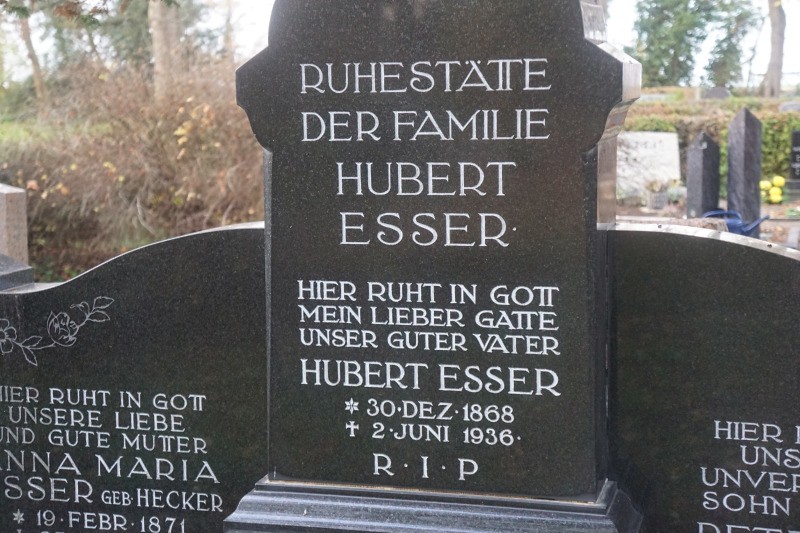 RUHESTÄTTE
DER FAMILIE
HUBERT
ESSER
HIER RUHT IN GOTT
MEIN LIEBER GATTE
UNSER GUTER VATER
HUBERT ESSER
* 30·DEZ·1868
† 2·JUNI 1936·
R·I·P
HIER RUHT IN GOTT
UNSERE LIEBE
UND GUTE MUTTER
ANNA MARIA
ESSER GEB·HECKER
* 19·FEBR·1871
HIER
UNS
UNVER
SOHN